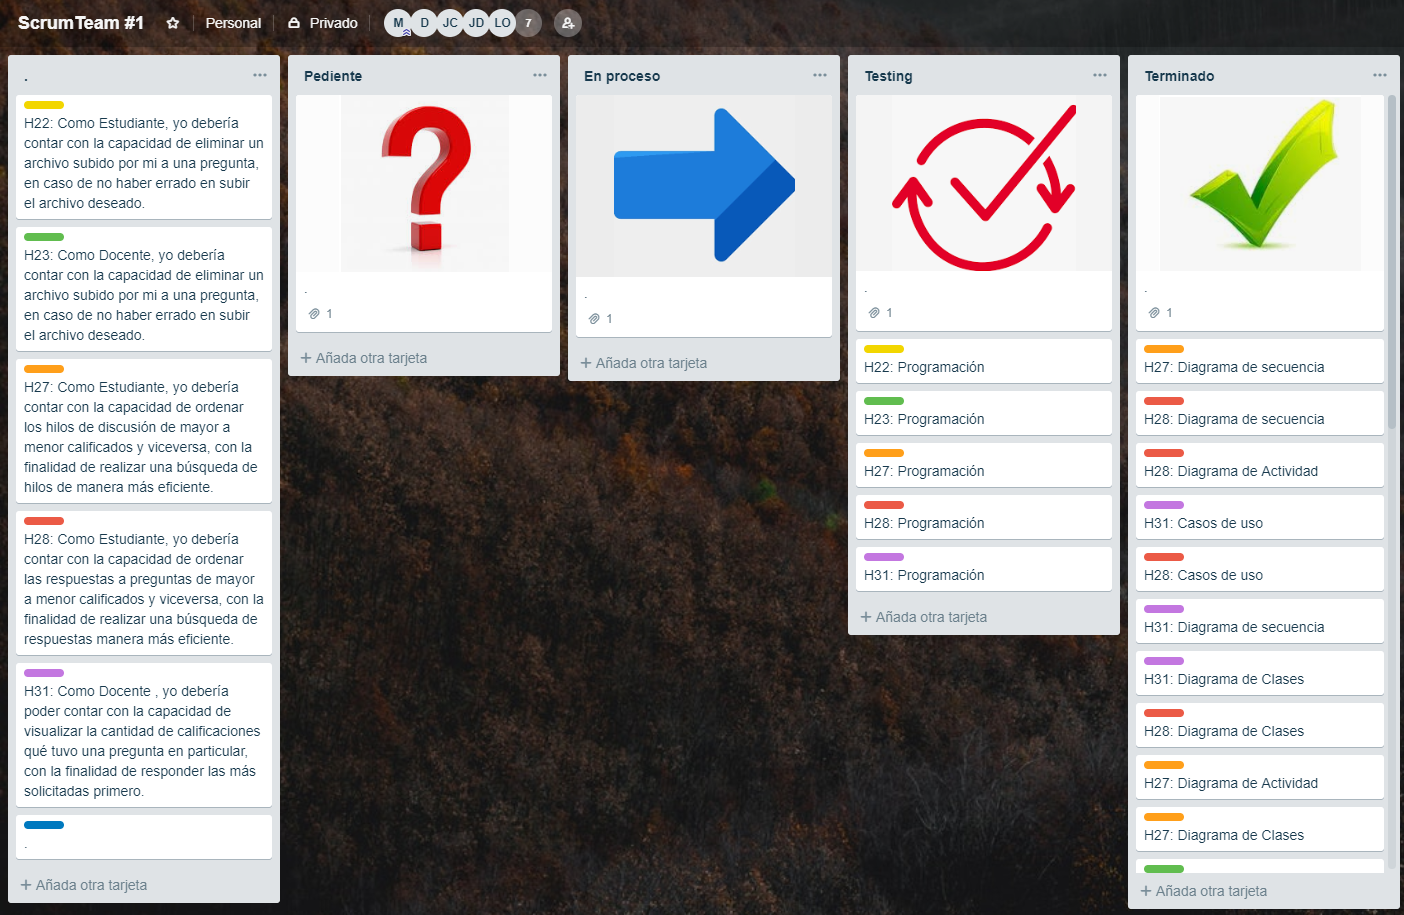 ScrumTeam #1
Personal
Privado
M
D
JC
JD
LO
7
.
H22: Como Estudiante, yo debería
contar con la capacidad de eliminar un
archivo subido por mi a una pregunta,
en caso de no haber errado en subir
el archivo deseado.
H23: Como Docente, yo debería
contar con la capacidad de eliminar un
archivo subido por mi a una pregunta,
en caso de no haber errado en subir
el archivo deseado.
H27: Como Estudiante, yo debería
contar con la capacidad de ordenar
los hilos de discusión de mayor a
menor calificados y viceversa, con la
finalidad de realizar una búsqueda de
hilos de manera más eficiente.
H28: Como Estudiante, yo debería
contar con la capacidad de ordenar
las respuestas a preguntas de mayor
a menor calificados y viceversa, con la
finalidad de realizar una búsqueda de
respuestas manera más eficiente.
H31: Como Docente , yo debería
poder contar con la capacidad de
visualizar la cantidad de calificaciones
qué tuvo una pregunta en particular,
con la finalidad de responder las más
solicitadas primero.
.
+ Añada otra tarjeta
Pediente
.
1
+ Añada otra tarjeta
En proceso
.
1
+ Añada otra tarjeta
Testing
.
1
H22: Programación
H23: Programación
H27: Programación
H28: Programación
H31: Programación
+ Añada otra tarjeta
Terminado
.
1
H27: Diagrama de secuencia
H28: Diagrama de secuencia
H28: Diagrama de Actividad
H31: Casos de uso
H28: Casos de uso
H31: Diagrama de secuencia
H31: Diagrama de Clases
H28: Diagrama de Clases
H27: Diagrama de Actividad
H27: Diagrama de Clases
+ Añada otra tarjeta